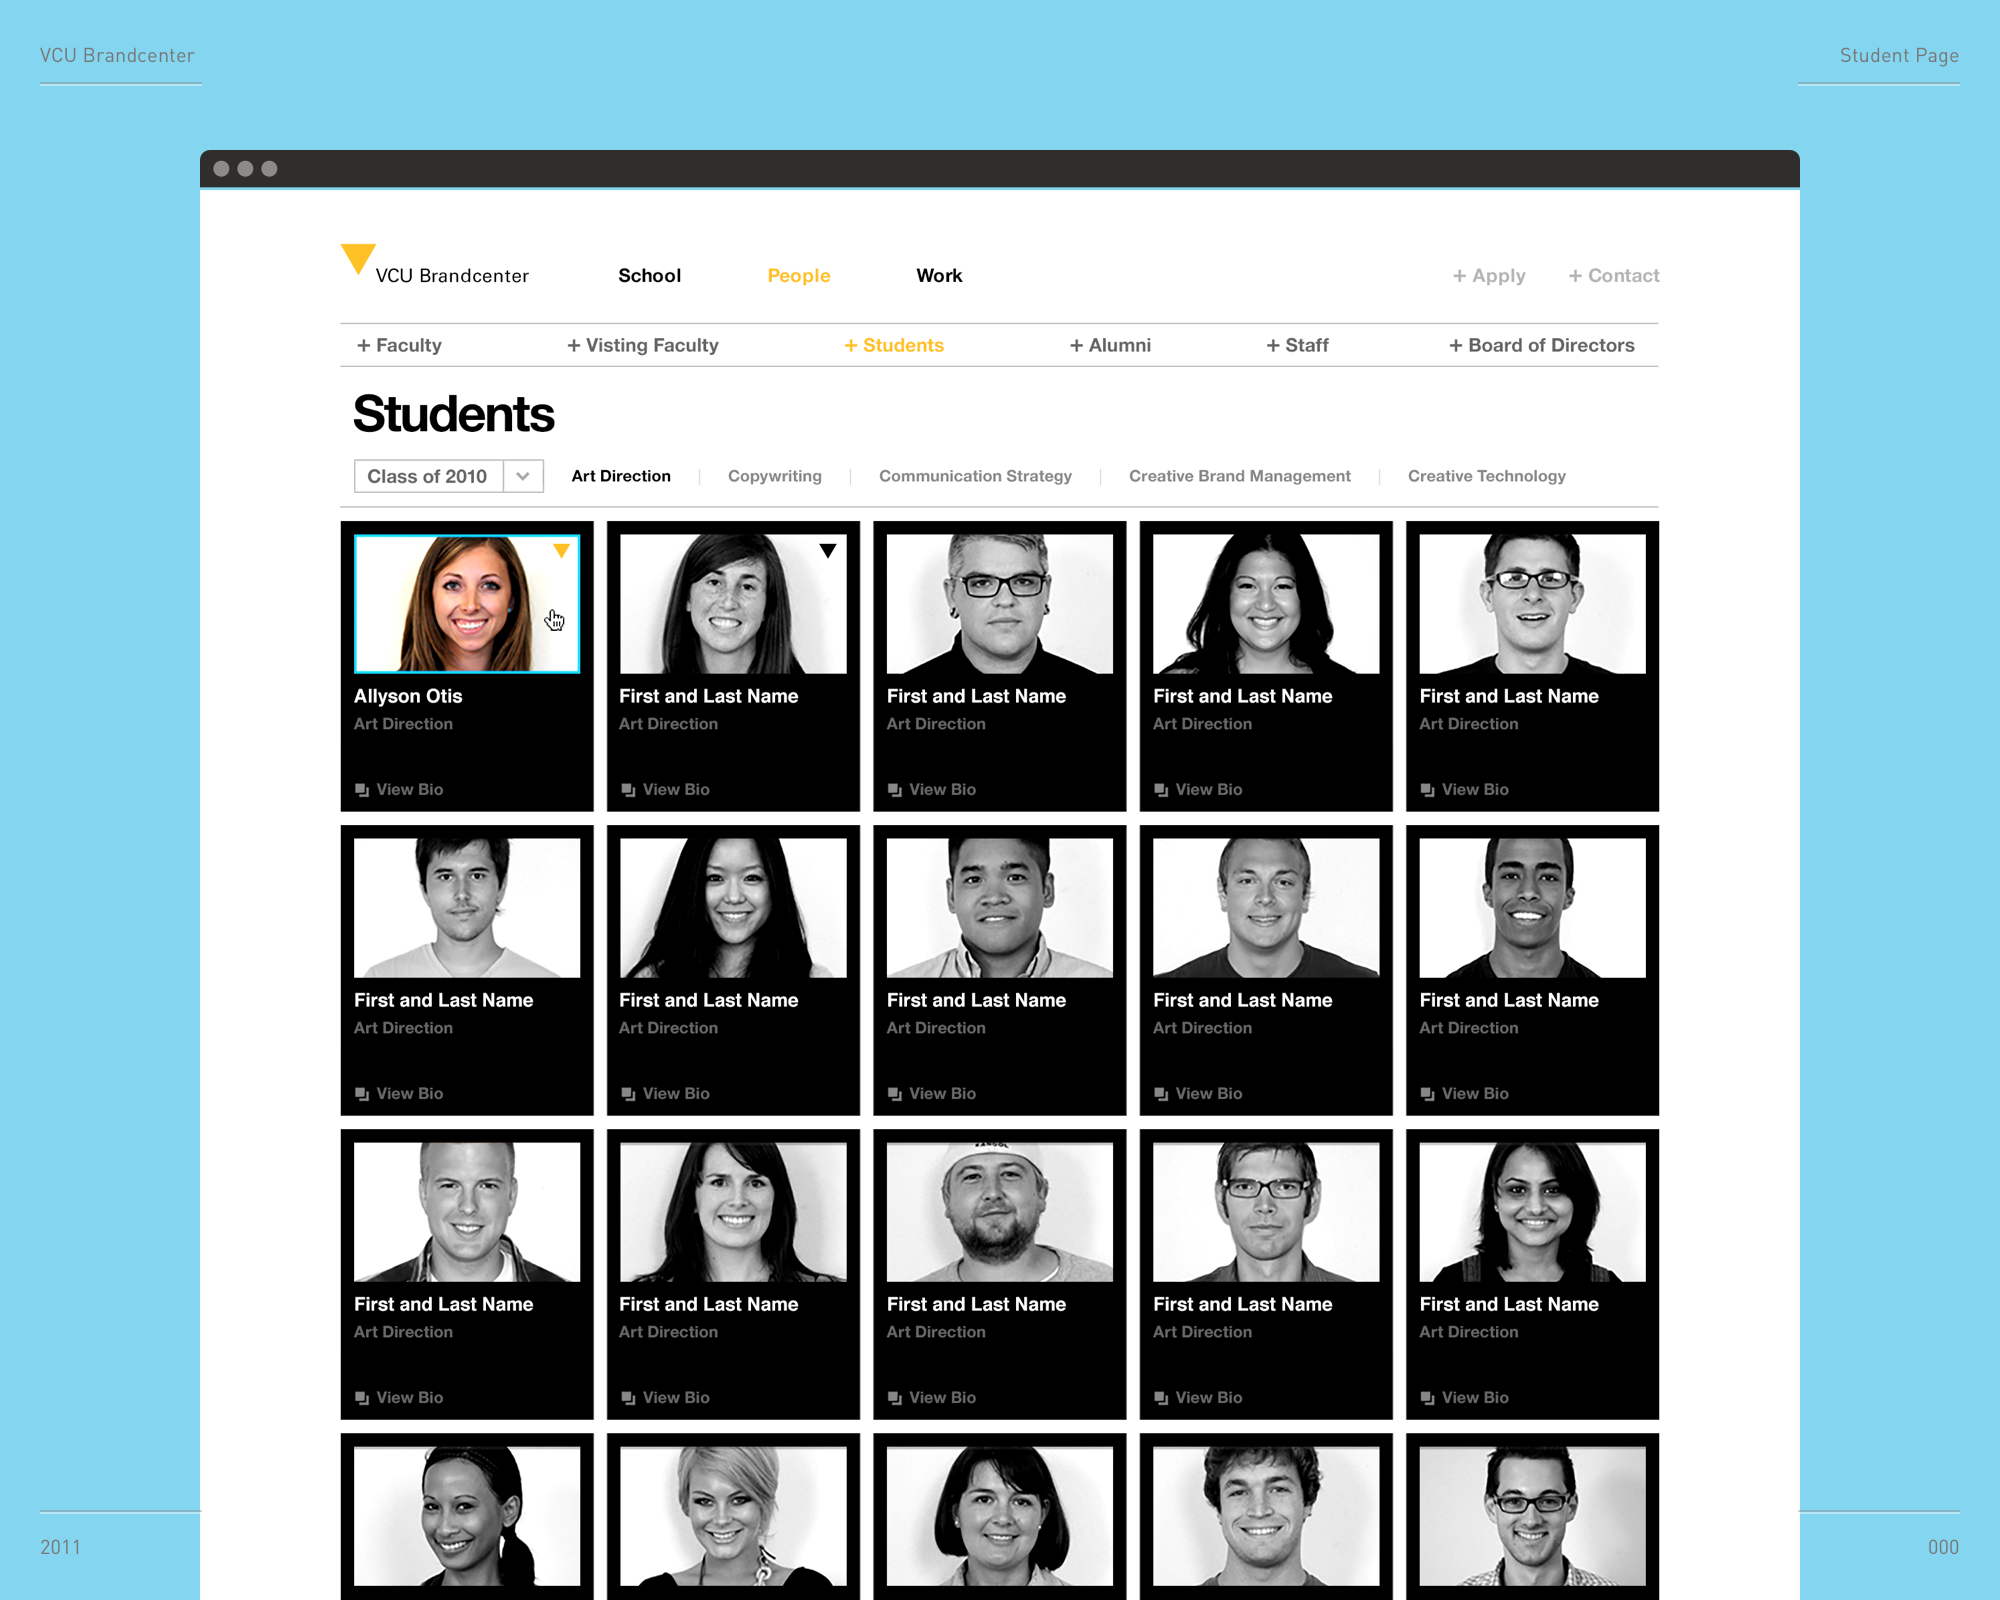 VCU Brandcenter
Student Page
VCU Brandcenter School People Work + Apply + Contact
+ Faculty + Visting Faculty + Students + Alumni + Staff + Board of Directors
Students
Class of 2010 Art Direction Copywriting Communication Strategy Creative Brand Management Creative Technology
Allyson Otis First and Last Name First and Last Name First and Last Name First and Last Name
Art Direction Art Direction Art Direction Art Direction Art Direction
View Bio View Bio View Bio View Bio View Bio
First and Last Name First and Last Name First and Last Name First and Last Name First and Last Name
Art Direction Art Direction Art Direction Art Direction Art Direction
View Bio View Bio View Bio View Bio View Bio
KANGOL
First and Last Name First and Last Name First and Last Name First and Last Name First and Last Name
Art Direction Art Direction Art Direction Art Direction Art Direction
View Bio View Bio View Bio View Bio View Bio
2011
000